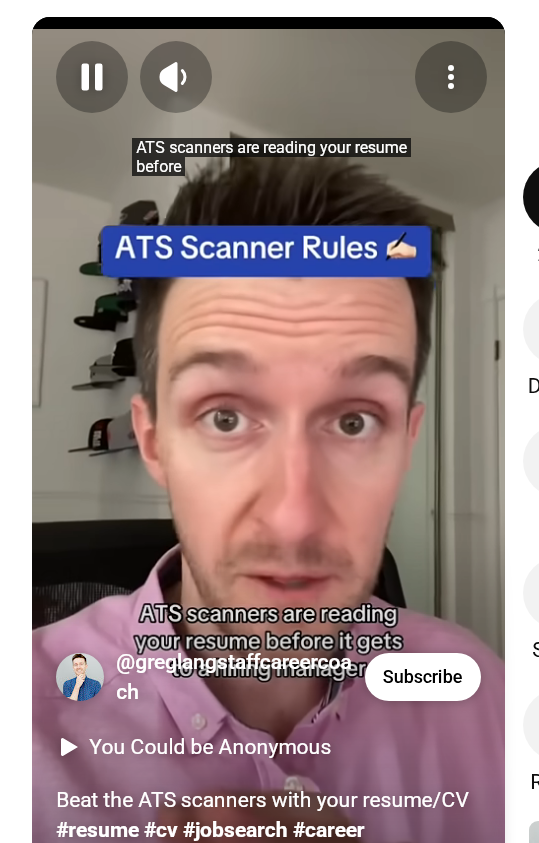 ATS scanners are reading your resume
before
ATS Scanner Rules ✍🏻
ATS scanners are reading
your resume before it gets
to a hiring manager
@greglangstaffcareercoa
ch
Subscribe
You Could be Anonymous
Beat the ATS scanners with your resume/CV
#resume #cv #jobsearch #career
D
S
R